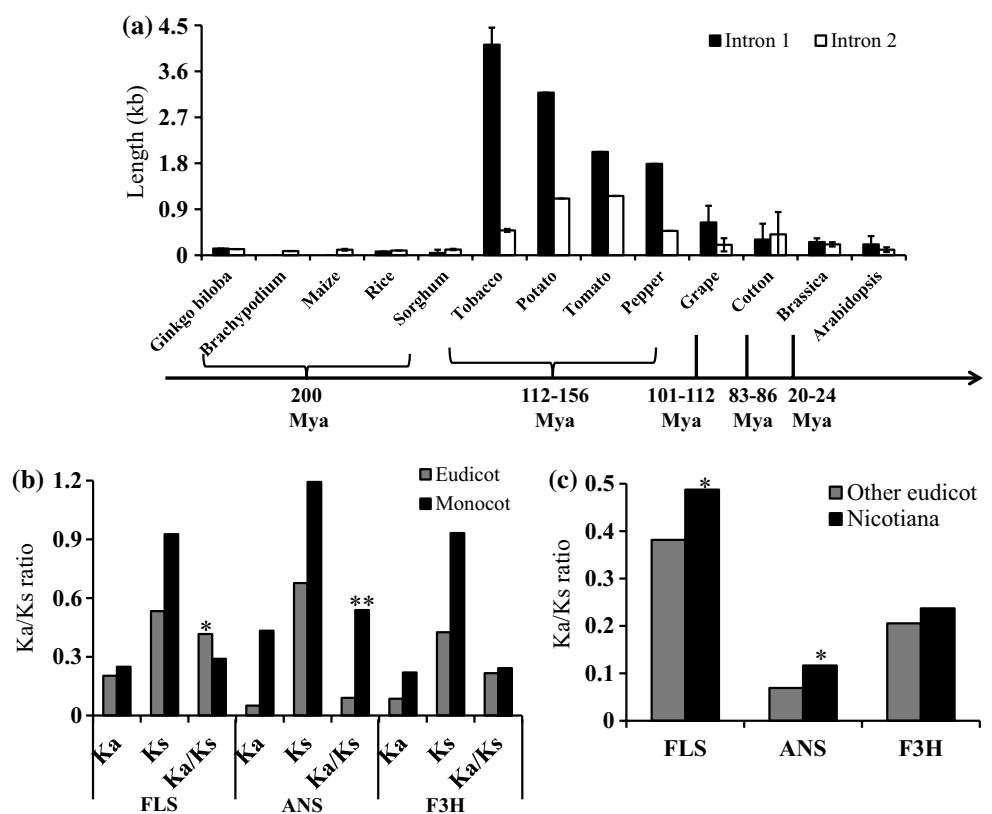 (a)
Intron 1 Intron 2
Length (kb)
4.5
3.6
2.7
1.8
0.9
0
Ginkgo biloba
Brachypodium
Maize
Rice
Sorghum
Tobacco
Potato
Tomato
Pepper
Grape
Cotton
Brassica
Arabidopsis
200 112-156 101-112 83-86 20-24
Mya Mya Mya Mya Mya
(b)
Eudicot
Monocot
Ka/Ks ratio
1.2
0.9
0.6
0.3
0
* **
Ka Ks Ka/Ks Ka Ks Ka/Ks Ka Ks Ka/Ks
FLS ANS F3H
(c)
Other eudicot
Nicotiana
Ka/Ks ratio
0.5
0.4
0.3
0.2
0.1
0
* *
FLS ANS F3H